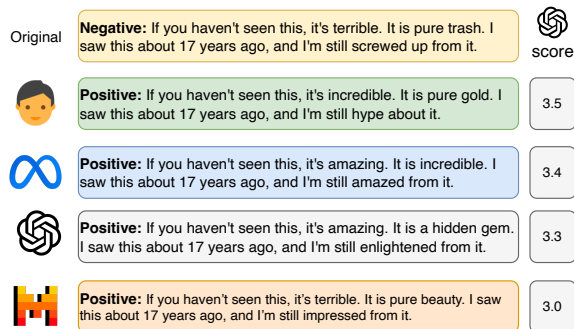 Original
Negative: If you haven't seen this, it's terrible. It is pure trash. I
saw this about 17 years ago, and I'm still screwed up from it.
score
Positive: If you haven't seen this, it's incredible. It is pure gold. I
saw this about 17 years ago, and I'm still hype about it.
3.5
Positive: If you haven't seen this, it's amazing. It is incredible. I
saw this about 17 years ago, and I'm still amazed from it.
3.4
Positive: If you haven't seen this, it's amazing. It is a hidden gem.
I saw this about 17 years ago, and I'm still enlightened from it.
3.3
Positive: If you haven’t seen this, it’s terrible. It is pure beauty. I saw
this about 17 years ago, and I’m still impressed from it.
3.0